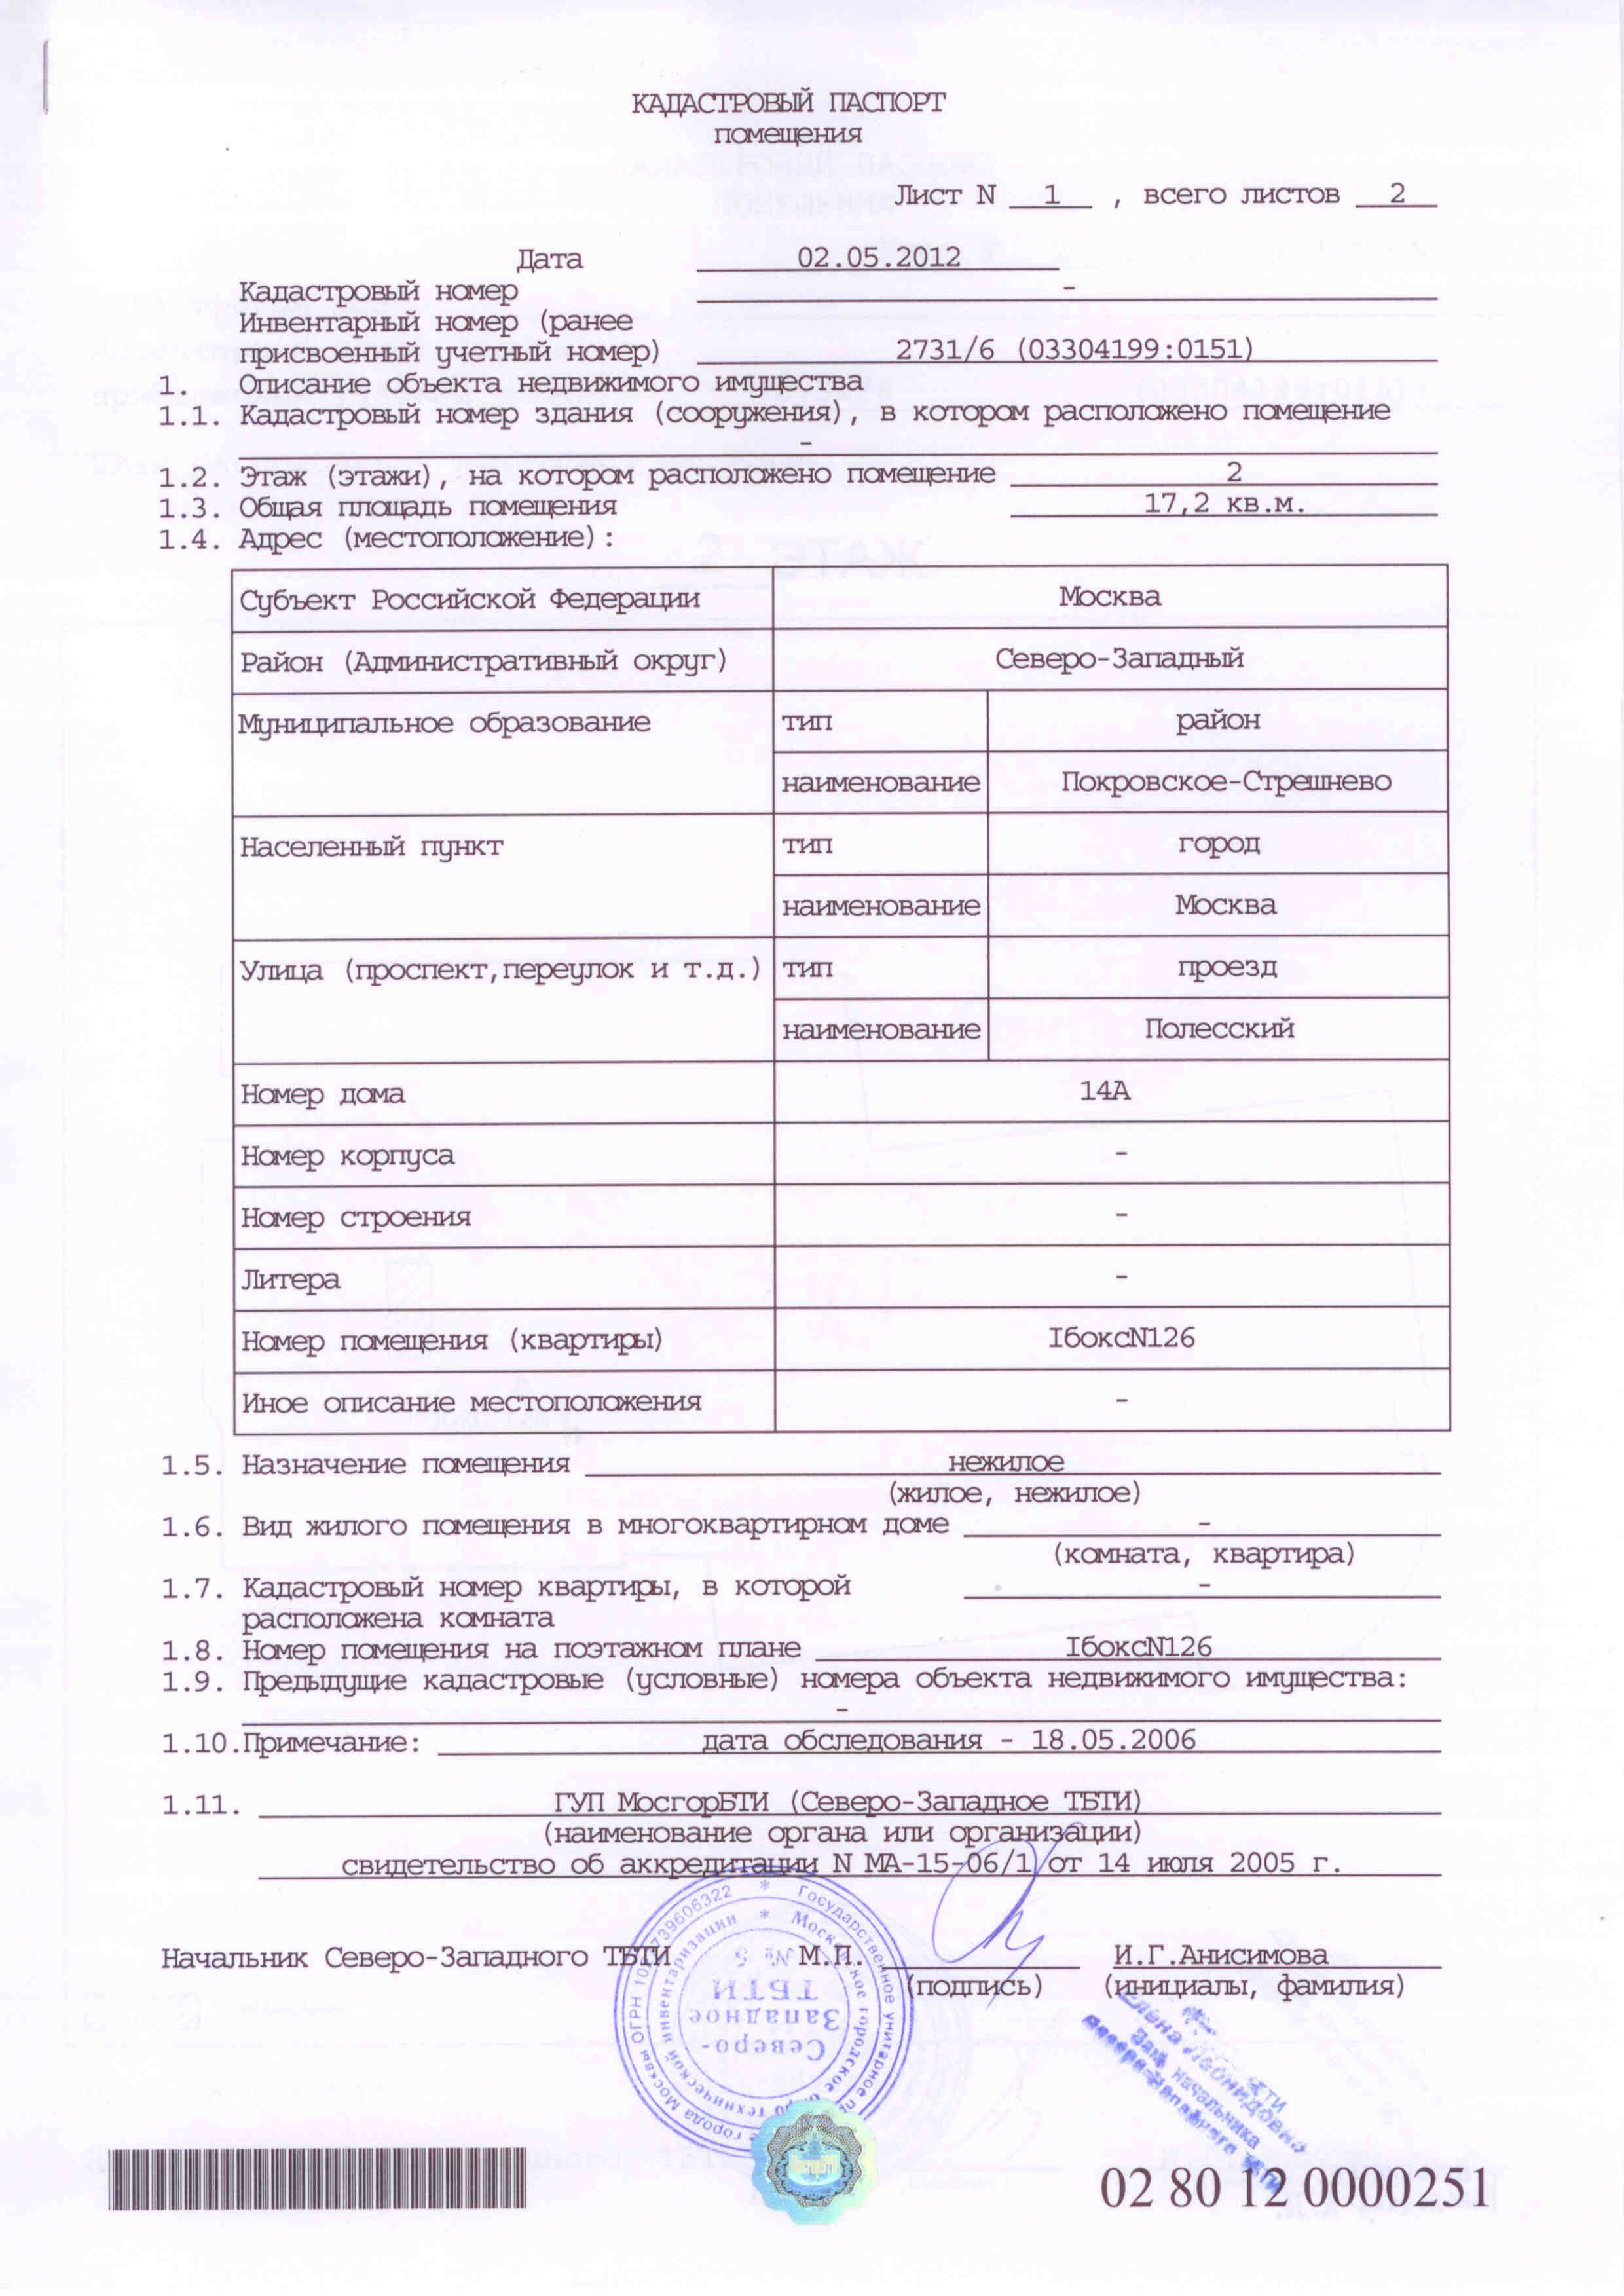 КАДАСТРОВЫЙ ПАСПОРТ
помещения
Лист N 1 , всего листов 2
Дата 02.05.2012
Кадастровый номер -
Инвентарный номер (ранее
присвоенный учетный номер) 2731/6 (03304199:0151)
1. Описание объекта недвижимого имущества
1.1. Кадастровый номер здания (сооружения), в котором расположено помещение
-
1.2. Этаж (этажи), на котором расположено помещение 2
1.3. Общая площадь помещения 17,2 кв.м.
1.4. Адрес (местоположение):
Субъект Российской Федерации Москва
Район (Административный округ) Северо-Западный
Муниципальное образование тип район
наименование Покровское-Стрешнево
Населенный пункт тип город
наименование Москва
Улица (проспект,переулок и т.д.) тип проезд
наименование Полесский
Номер дома 14А
Номер корпуса -
Номер строения -
Литера -
Номер помещения (квартиры) IбоксN126
Иное описание местоположения -
1.5. Назначение помещения нежилое
(жилое, нежилое)
1.6. Вид жилого помещения в многоквартирном доме -
(комната, квартира)
1.7. Кадастровый номер квартиры, в которой -
расположена комната
1.8. Номер помещения на поэтажном плане IбоксN126
1.9. Предыдущие кадастровые (условные) номера объекта недвижимого имущества:
-
1.10.Примечание: дата обследования - 18.05.2006
1.11. ГУП МосгорБТИ (Северо-Западное ТБТИ)
(наименование органа или организации)
свидетельство об аккредитации N МА-15-06/1 от 14 июля 2005 г.
Начальник Северо-Западного ТБТИ М.П. И.Г.Анисимова
(подпись) (инициалы, фамилия)
Северо-
Западное
ТБТИ
№ 5
Зам. начальника
02 80 12 0000251